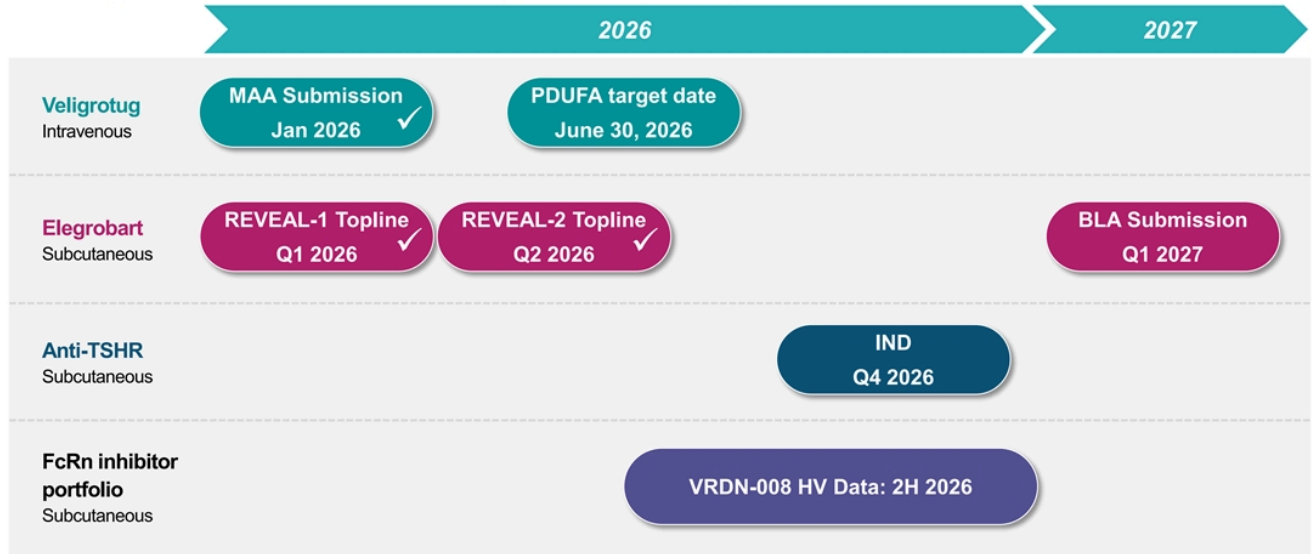 2026
2027
Veligrotug
Intravenous
MAA Submission
Jan 2026
PDUFA target date
June 30, 2026
Elegrobart
Subcutaneous
REVEAL-1 Topline
Q1 2026
REVEAL-2 Topline
Q2 2026
BLA Submission
Q1 2027
Anti-TSHR
Subcutaneous
IND
Q4 2026
FcRn inhibitor
portfolio
Subcutaneous
VRDN-008 HV Data: 2H 2026